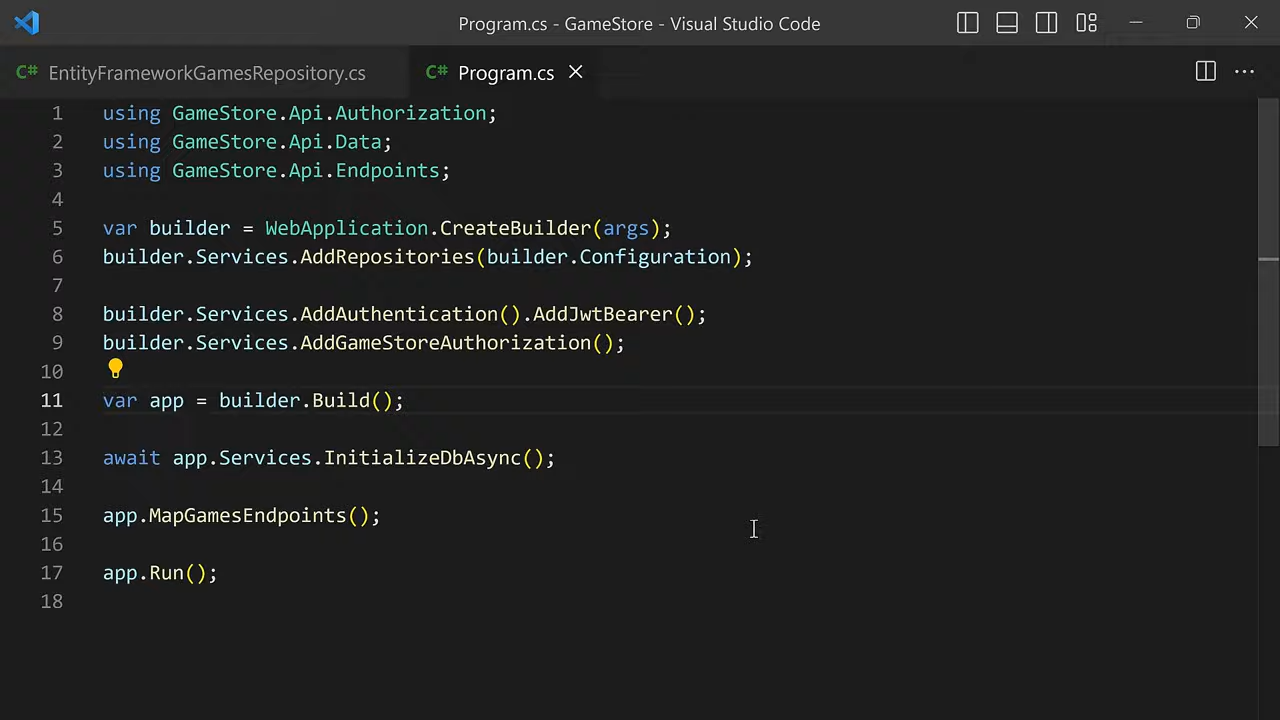 Program.cs - GameStore - Visual Studio Code
C# EntityFrameworkGamesRepository.cs
C# Program.cs
1 using GameStore.Api.Authorization;
2 using GameStore.Api.Data;
3 using GameStore.Api.Endpoints;
4
5 var builder = WebApplication.CreateBuilder(args);
6 builder.Services.AddRepositories(builder.Configuration);
7
8 builder.Services.AddAuthentication().AddJwtBearer();
9 builder.Services.AddGameStoreAuthorization();
10
11 var app = builder.Build();
12
13 await app.Services.InitializeDbAsync();
14
15 app.MapGamesEndpoints();
16
17 app.Run();
18